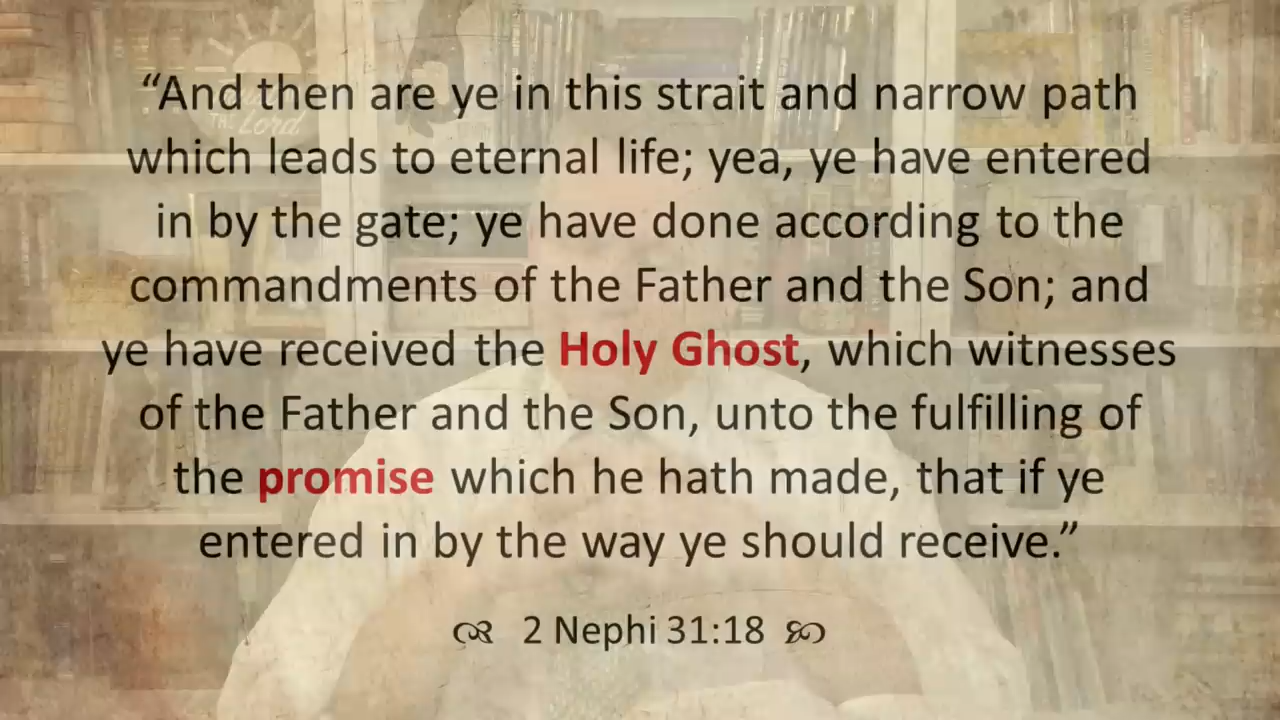 THE
Lord
“And then are ye in this strait and narrow path
which leads to eternal life; yea, ye have entered
in by the gate; ye have done according to the
commandments of the Father and the Son; and
ye have received the Holy Ghost, which witnesses
of the Father and the Son, unto the fulfilling of
the promise which he hath made, that if ye
entered in by the way ye should receive.”
2 Nephi 31:18